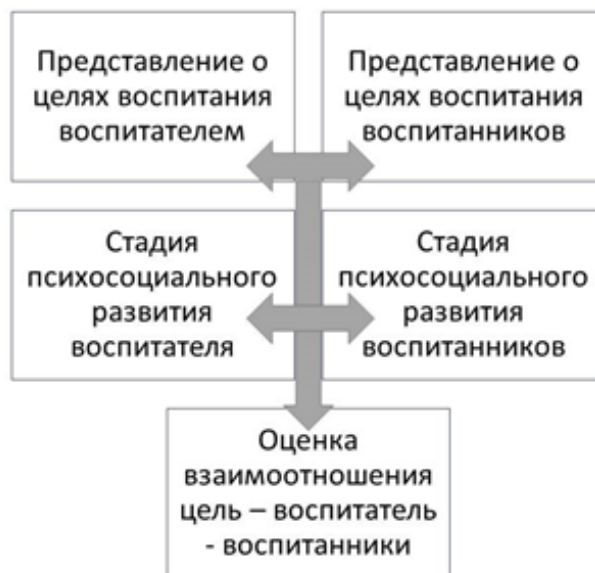 Представление о
целях воспитания
воспитателем
Представление о
целях воспитания
воспитанников
Стадия
психосоциального
развития
воспитателя
Стадия
психосоциального
развития
воспитанников
Оценка
взаимоотношения
цель – воспитатель
- воспитанники